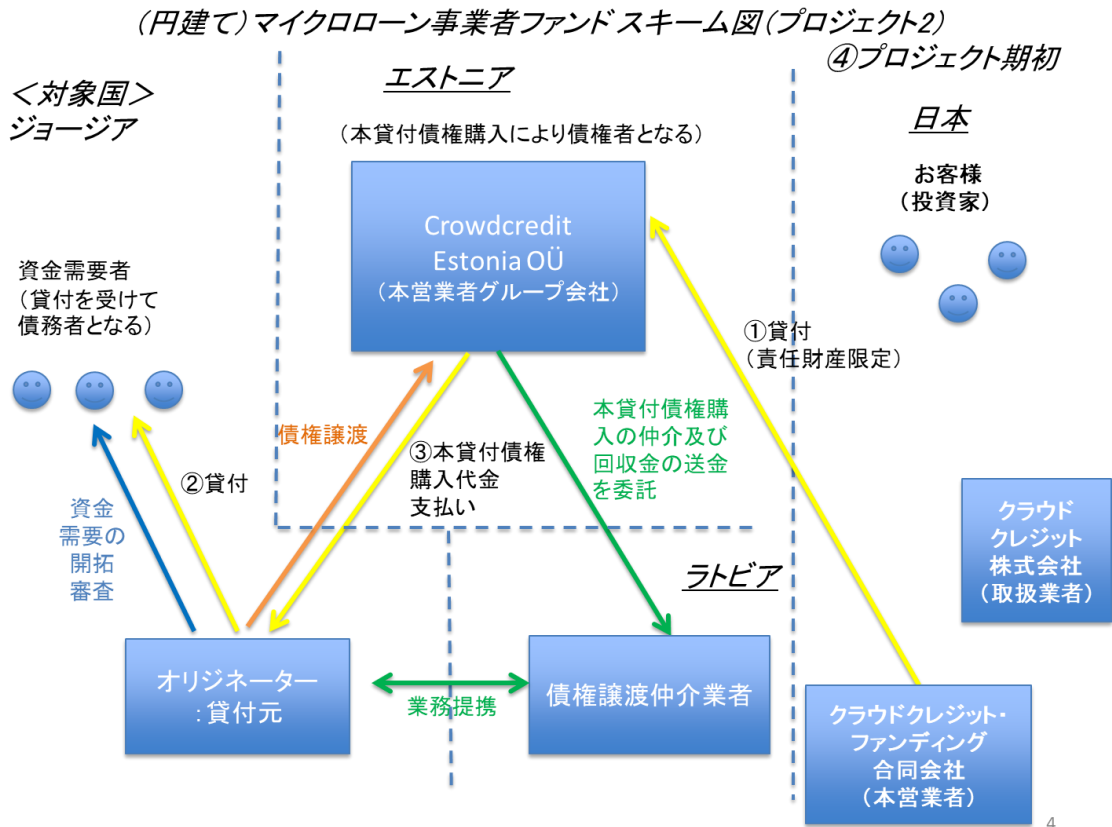 (円建て)マイクロローン事業者ファンド スキーム図(プロジェクト2)
④プロジェクト期初
<対象国>
ジョージア
エストニア
日本
(本貸付債権購入により債権者となる)
お客様
(投資家)
Crowdcredit
Estonia OÜ
(本営業者グループ会社)
資金需要者
(貸付を受けて
債務者となる)
①貸付
(責任財産限定)
債権譲渡
③本貸付債権
購入代金
支払い
本貸付債権購
入の仲介及び
回収金の送金
を委託
②貸付
資金
需要の
開拓
審査
クラウド
クレジット
株式会社
(取扱業者)
ラトビア
オリジネーター
:貸付元
業務提携
債権譲渡仲介業者
クラウドクレジット・
ファンディング
合同会社
(本営業者)
4